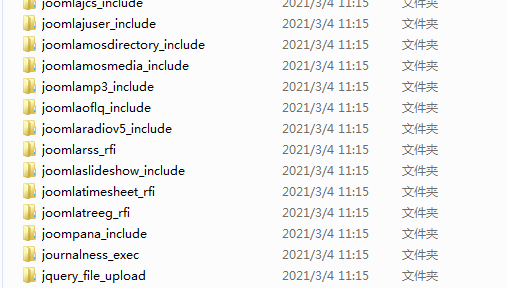 joomlajcs_include 2021/3/4 11:15 文件夹
joomlajuser_include 2021/3/4 11:15 文件夹
joomlamosdirectory_include 2021/3/4 11:15 文件夹
joomlamosmedia_include 2021/3/4 11:15 文件夹
joomlamp3_include 2021/3/4 11:15 文件夹
joomlaoflq_include 2021/3/4 11:15 文件夹
joomlaradiov5_include 2021/3/4 11:15 文件夹
joomlarss_rfi 2021/3/4 11:15 文件夹
joomlaslideshow_include 2021/3/4 11:15 文件夹
joomlatimesheet_rfi 2021/3/4 11:15 文件夹
joomlatreeg_rfi 2021/3/4 11:15 文件夹
joompana_include 2021/3/4 11:15 文件夹
journalness_exec 2021/3/4 11:15 文件夹
jquery_file_upload 2021/3/4 11:15 文件夹